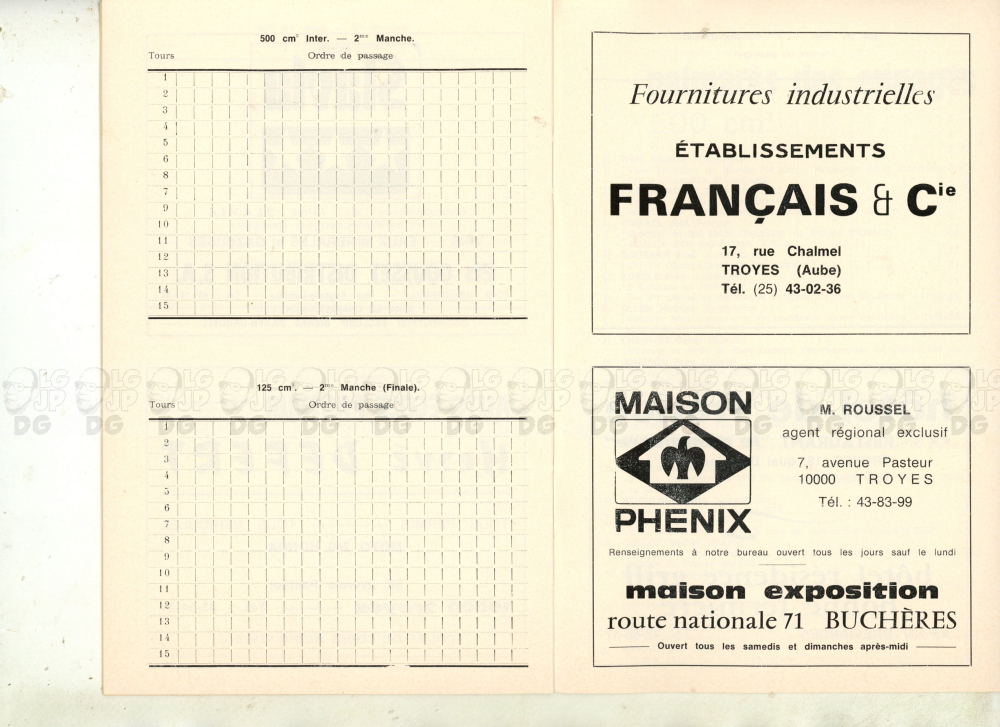 500 cm³ Inter. — 2me Manche.
Tours Ordre de passage
1
2
3
4
5
6
8
7
9
10
11
12
13
14
15
125 cm³. — 2me Manche (Finale).
Tours Ordre de passage
1
2
3
4
5
6
7
8
9
10
11
12
13
14
15
Fournitures industrielles
ÉTABLISSEMENTS
FRANÇAIS & Cie
17, rue Chalmel
TROYES (Aube)
Tél. (25) 43-02-36
MAISON
PHENIX
M. ROUSSEL
agent régional exclusif
7, avenue Pasteur
10000 TROYES
Tél. : 43-83-99
Renseignements à notre bureau ouvert tous les jours sauf le lundi
maison exposition
route nationale 71 BUCHÈRES
Ouvert tous les samedis et dimanches après-midi
LG JP DG